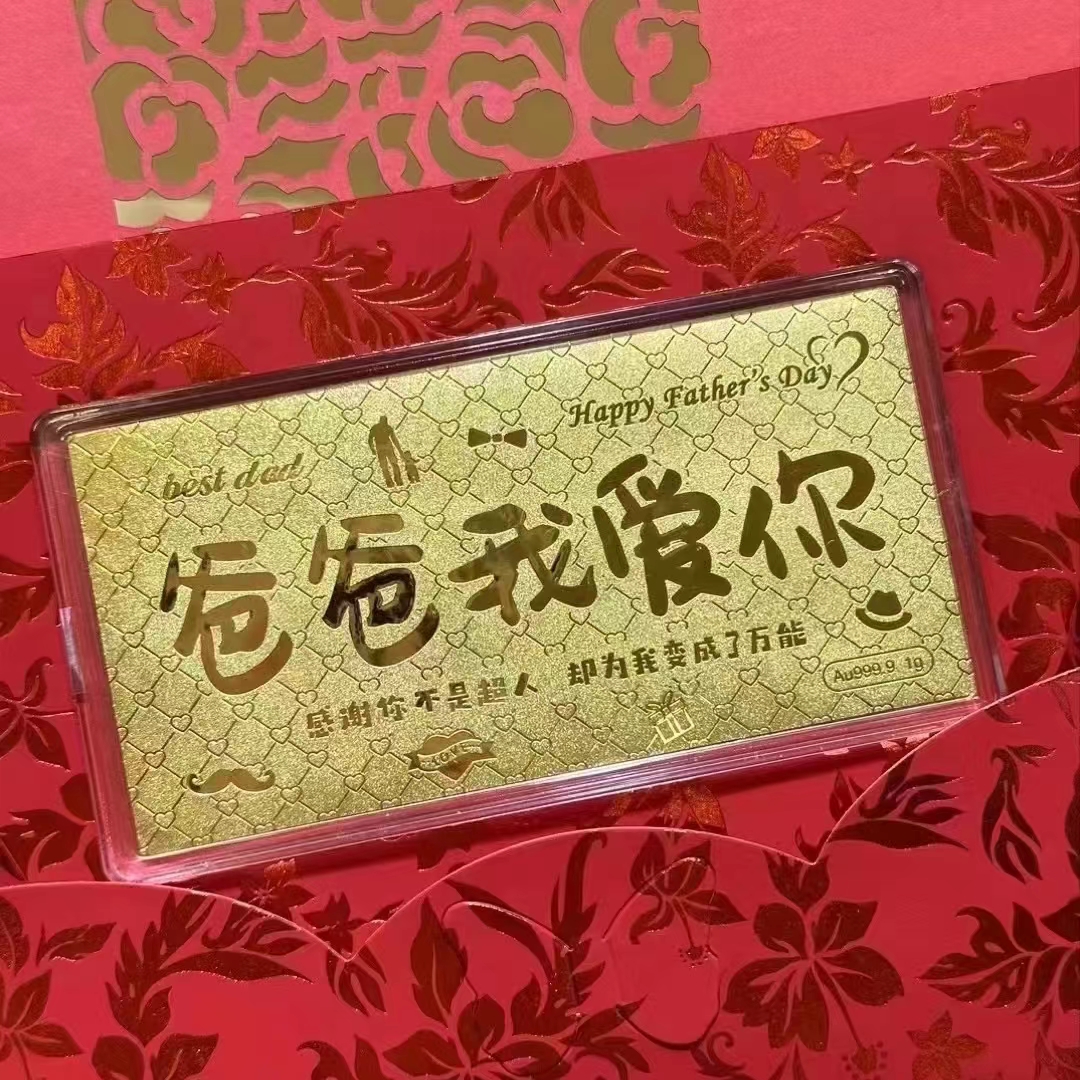 Happy Father's Day
best dad
爸爸我爱你
感谢你不是超人 却为我变成了万能
Au999.9 1g
LOVE